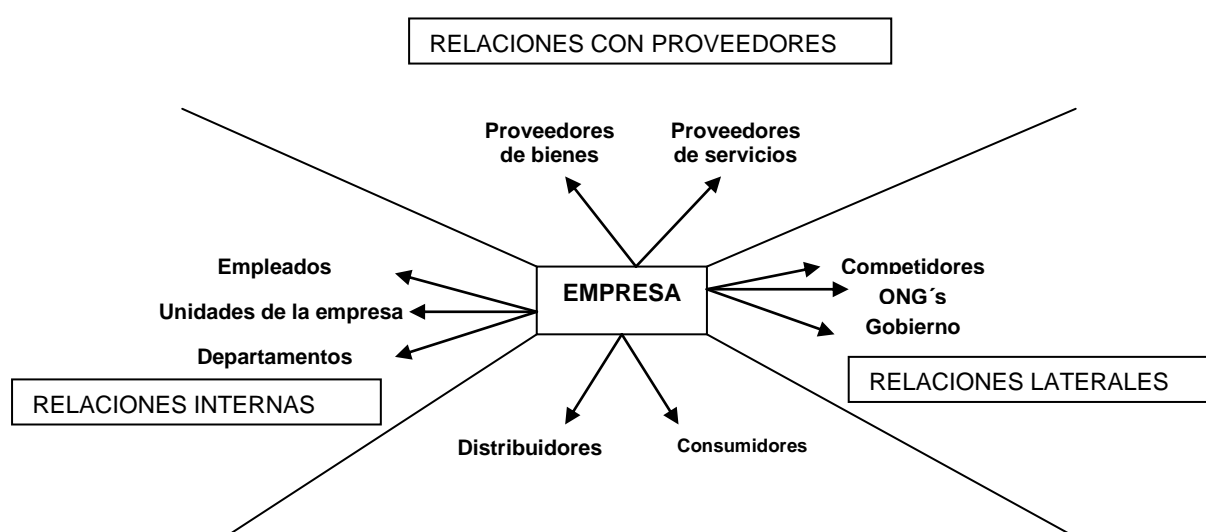 RELACIONES CON PROVEEDORES
Proveedores
de bienes
Proveedores
de servicios
Empleados
Unidades de la empresa
Departamentos
RELACIONES INTERNAS
EMPRESA
Competidores
ONG´s
Gobierno
RELACIONES LATERALES
Distribuidores
Consumidores